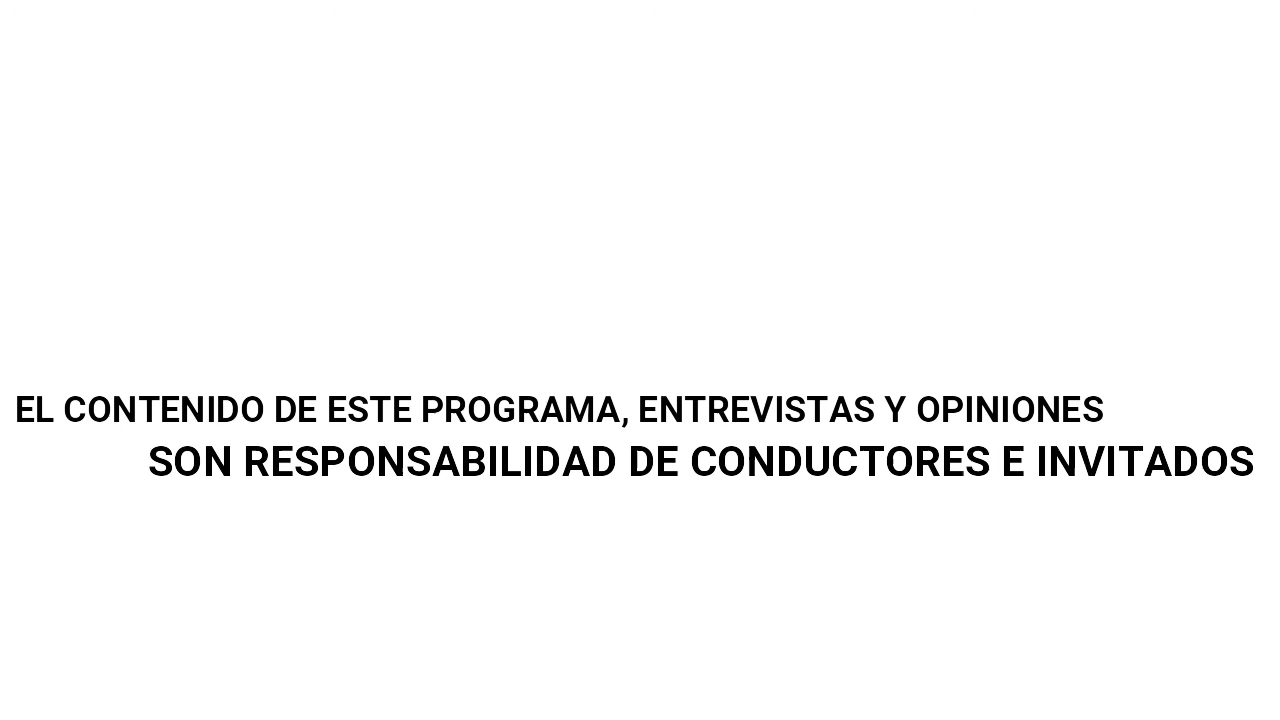 EL CONTENIDO DE ESTE PROGRAMA, ENTREVISTAS Y OPINIONES
SON RESPONSABILIDAD DE CONDUCTORES E INVITADOS